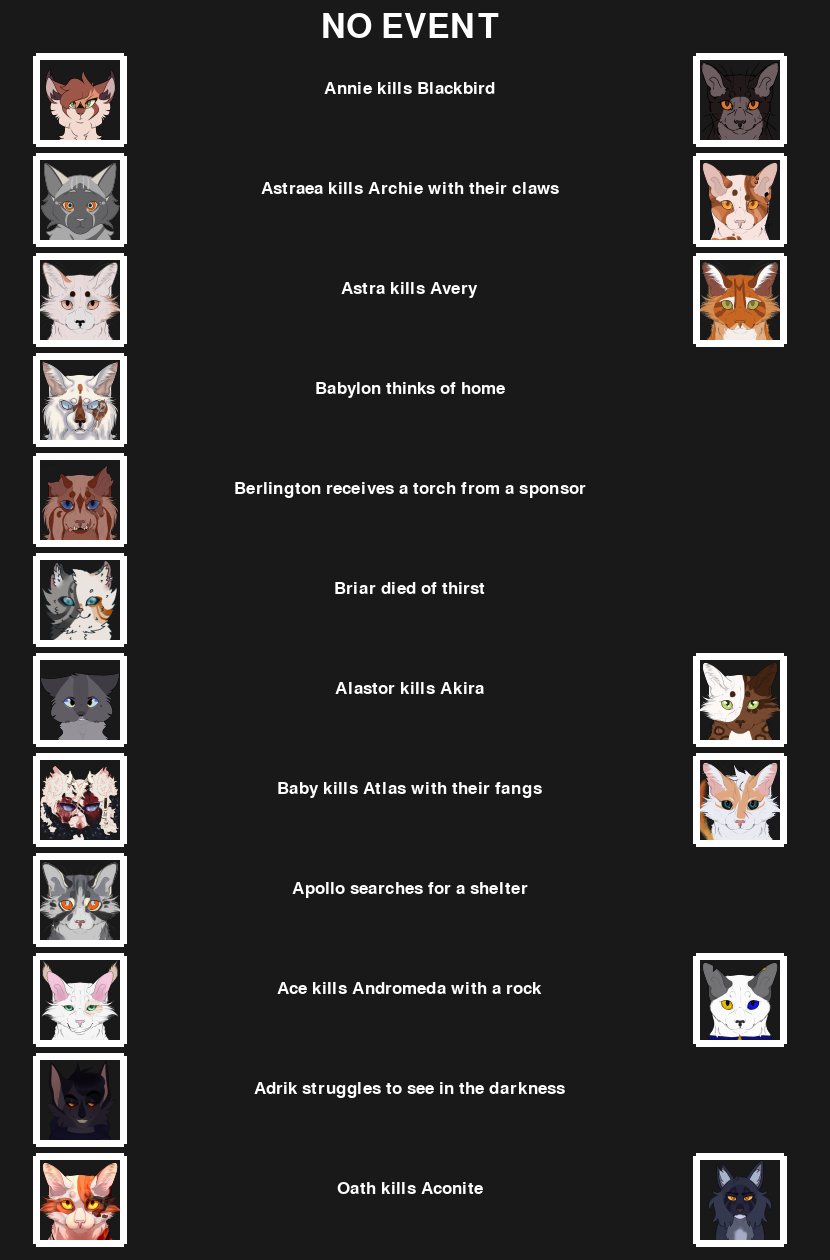 NO EVENT
Annie kills Blackbird
Astraea kills Archie with their claws
Astra kills Avery
Babylon thinks of home
Berlington receives a torch from a sponsor
Briar died of thirst
Alastor kills Akira
Baby kills Atlas with their fangs
Apollo searches for a shelter
Ace kills Andromeda with a rock
Adrik struggles to see in the darkness
Oath kills Aconite